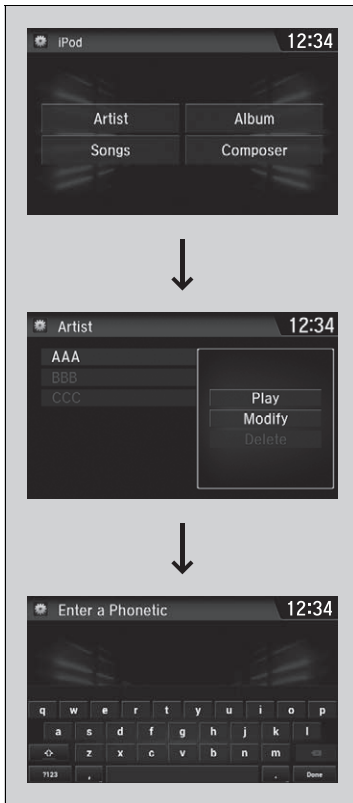 iPod 12:34
Artist Album
Songs Composer
Artist 12:34
AAA
BBB
CCC
Play
Modify
Delete
Enter a Phonetic 12:34
q w e r t y u i o p
a s d f g h j k l
z x c v b n m
?123 , . Done